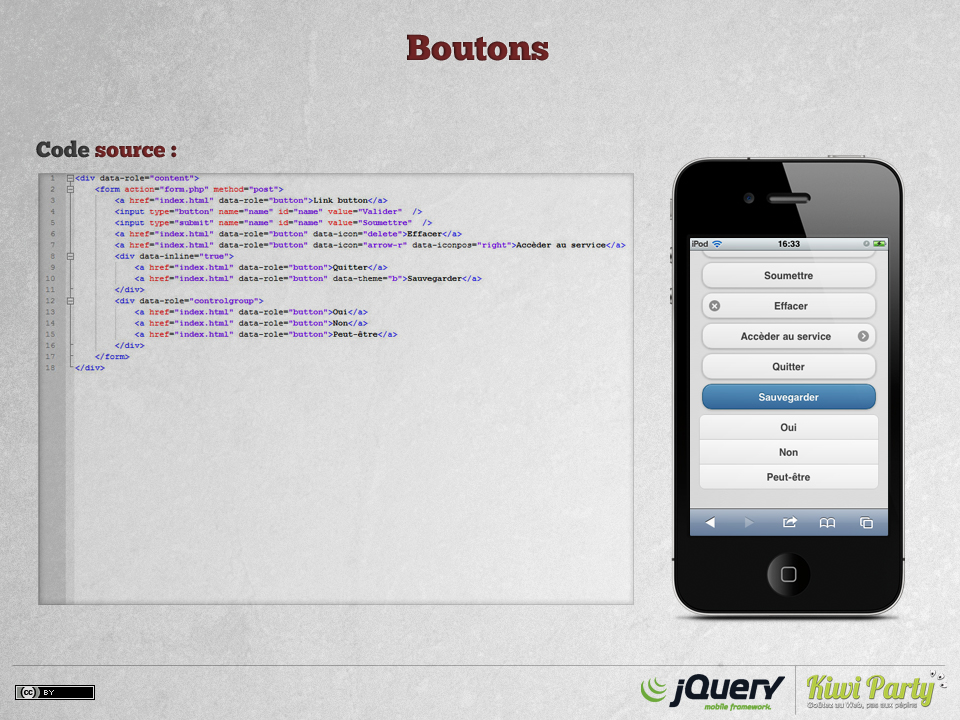 Boutons
Code source :
1 <div data-role="content">
2 <form action="form.php" method="post">
3 <a href="index.html" data-role="button">Link button</a>
4 <input type="button" name="name" id="name" value="Valider" />
5 <input type="submit" name="name" id="name" value="Soumettre" />
6 <a href="index.html" data-role="button" data-icon="delete">Effacer</a>
7 <a href="index.html" data-role="button" data-icon="arrow-r" data-iconpos="right">Accèder au service</a>
8 <div data-inline="true">
9 <a href="index.html" data-role="button">Quitter</a>
10 <a href="index.html" data-role="button" data-theme="b">Sauvegarder</a>
11 </div>
12 <div data-role="controlgroup">
13 <a href="index.html" data-role="button">Oui</a>
14 <a href="index.html" data-role="button">Non</a>
15 <a href="index.html" data-role="button">Peut-être</a>
16 </div>
17 </form>
18 </div>
iPod 16:33
Soumettre
Effacer
Accèder au service
Quitter
Sauvegarder
Oui
Non
Peut-être
cc BY
jQuery
mobile framework.
Kiwi Party
Goûtez au Web, pas aux pépins